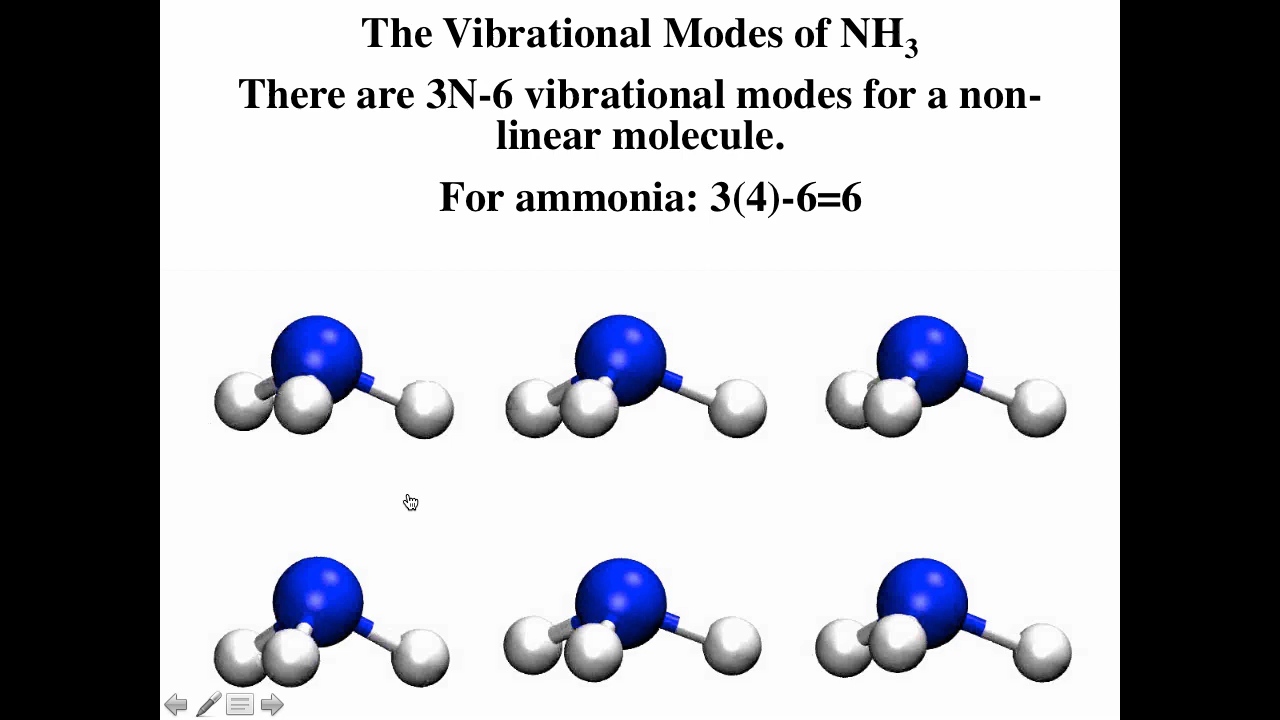 The Vibrational Modes of NH₃
There are 3N-6 vibrational modes for a non-
linear molecule.
For ammonia: 3(4)-6=6